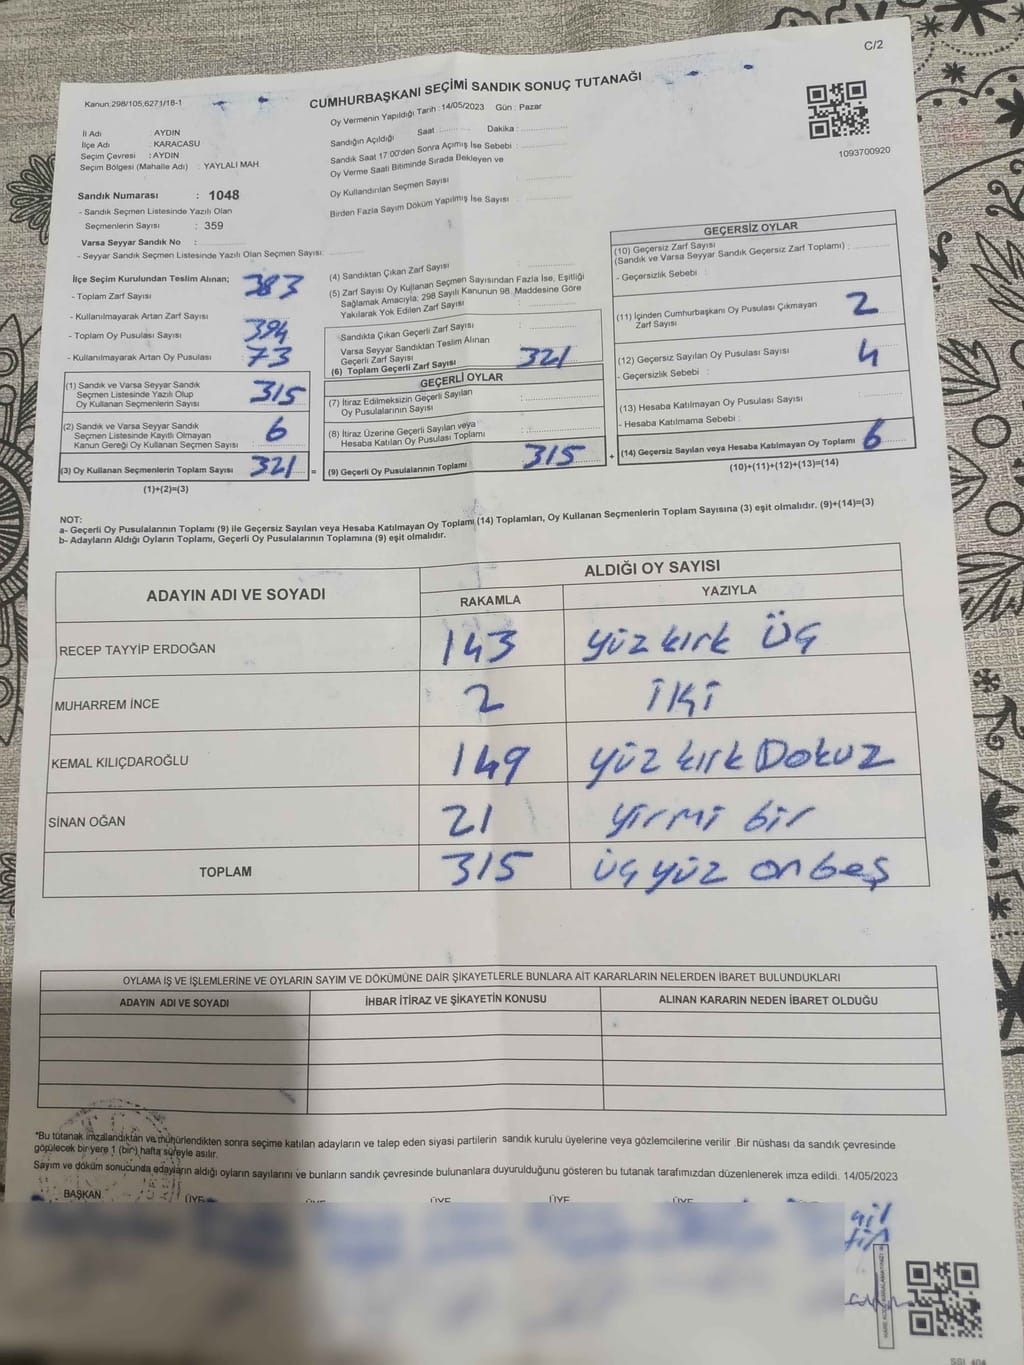 C/2
Kanun:298/105,6271/18-1
CUMHURBAŞKANI SEÇİMİ SANDIK SONUÇ TUTANAĞI
Oy Vermenin Yapıldığı Tarih : 14/05/2023 Gün : Pazar
1093700920
İl Adı : AYDIN
İlçe Adı : KARACASU
Seçim Çevresi : AYDIN
Seçim Bölgesi (Mahalle Adı) : YAYLALI MAH.
Sandık Numarası : 1048
- Sandık Seçmen Listesinde Yazılı Olan
Seçmenlerin Sayısı : 359
Varsa Seyyar Sandık No :
- Seyyar Sandık Seçmen Listesinde Yazılı Olan Seçmen Sayısı:
Sandığın Açıldığı Saat : Dakika :
Sandık Saat 17:00'den Sonra Açımış İse Sebebi :
Oy Verme Saati Bitiminde Sırada Bekleyen ve
Oy Kullandırılan Seçmen Sayısı :
Birden Fazla Sayım Döküm Yapılmış İse Sayısı :
İlçe Seçim Kurulundan Teslim Alınan;
- Toplam Zarf Sayısı 383
- Kullanılmayarak Artan Zarf Sayısı
- Toplam Oy Pusulası Sayısı 394
- Kullanılmayarak Artan Oy Pusulası 73
(1) Sandık ve Varsa Seyyar Sandık
Seçmen Listesinde Yazılı Olup
Oy Kullanan Seçmenlerin Sayısı 315
(2) Sandık ve Varsa Seyyar Sandık
Seçmen Listesinde Kayıtlı Olmayan
Kanun Gereği Oy Kullanan Seçmen Sayısı : 6
(3) Oy Kullanan Seçmenlerin Toplam Sayısı 321 =
(1)+(2)=(3)
(4) Sandıktan Çıkan Zarf Sayısı :
(5) Zarf Sayısı Oy Kullanan Seçmen Sayısından Fazla İse, Eşitliği
Sağlamak Amacıyla; 298 Sayılı Kanunun 98. Maddesine Göre
Yakılarak Yok Edilen Zarf Sayısı :
Sandıkta Çıkan Geçerli Zarf Sayısı :
Varsa Seyyar Sandıktan Teslim Alınan
Geçerli Zarf Sayısı :
(6) Toplam Geçerli Zarf Sayısı 321
GEÇERLİ OYLAR
(7) İtiraz Edilmeksizin Geçerli Sayılan
Oy Pusulalarının Sayısı :
(8) İtiraz Üzerine Geçerli Sayılan veya
Hesaba Katılan Oy Pusulası Toplamı :
(9) Geçerli Oy Pusulalarının Toplamı 315 +
GEÇERSİZ OYLAR
(10) Geçersiz Zarf Sayısı
(Sandık ve Varsa Seyyar Sandık Geçersiz Zarf Toplamı) :
- Geçersizlik Sebebi :
(11) İçinden Cumhurbaşkanı Oy Pusulası Çıkmayan
Zarf Sayısı 2
(12) Geçersiz Sayılan Oy Pusulası Sayısı 4
- Geçersizlik Sebebi :
(13) Hesaba Katılmayan Oy Pusulası Sayısı :
- Hesaba Katılmama Sebebi :
(14) Geçersiz Sayılan veya Hesaba Katılmayan Oy Toplamı 6
(10)+(11)+(12)+(13)=(14)
NOT:
a- Geçerli Oy Pusulalarının Toplamı (9) ile Geçersiz Sayılan veya Hesaba Katılmayan Oy Toplamı (14) Toplamları, Oy Kullanan Seçmenlerin Toplam Sayısına (3) eşit olmalıdır. (9)+(14)=(3)
b- Adayların Aldığı Oyların Toplamı, Geçerli Oy Pusulalarının Toplamına (9) eşit olmalıdır.
ADAYIN ADI VE SOYADI ALDIĞI OY SAYISI
RAKAMLA YAZIYLA
RECEP TAYYİP ERDOĞAN 143 yüz kırk üç
MUHARREM İNCE 2 iki
KEMAL KILIÇDAROĞLU 149 yüz kırk Dokuz
SİNAN OĞAN 21 yirmi bir
TOPLAM 315 üç yüz on beş
OYLAMA İŞ VE İŞLEMLERİNE VE OYLARIN SAYIM VE DÖKÜMÜNE DAİR ŞİKAYETLERLE BUNLARA AİT KARARLARIN NELERDEN İBARET BULUNDUKLARI
ADAYIN ADI VE SOYADI İHBAR İTİRAZ VE ŞİKAYETİN KONUSU ALINAN KARARIN NEDEN İBARET OLDUĞU
*Bu tutanak imzalandıktan ve mühürlendikten sonra seçime katılan adayların ve talep eden siyasi partilerin sandık kurulu üyelerine veya gözlemcilerine verilir .Bir nüshası da sandık çevresinde
görülecek bir yere 1 (bir) hafta süreyle asılır.
Sayım ve döküm sonucunda adayların aldığı oyların sayılarını ve bunların sandık çevresinde bulunanlara duyurulduğunu gösteren bu tutanak tarafımızdan düzenlenerek imza edildi. 14/05/2023
BAŞKAN ÜYE ÜYE ÜYE ÜYE ÜYE